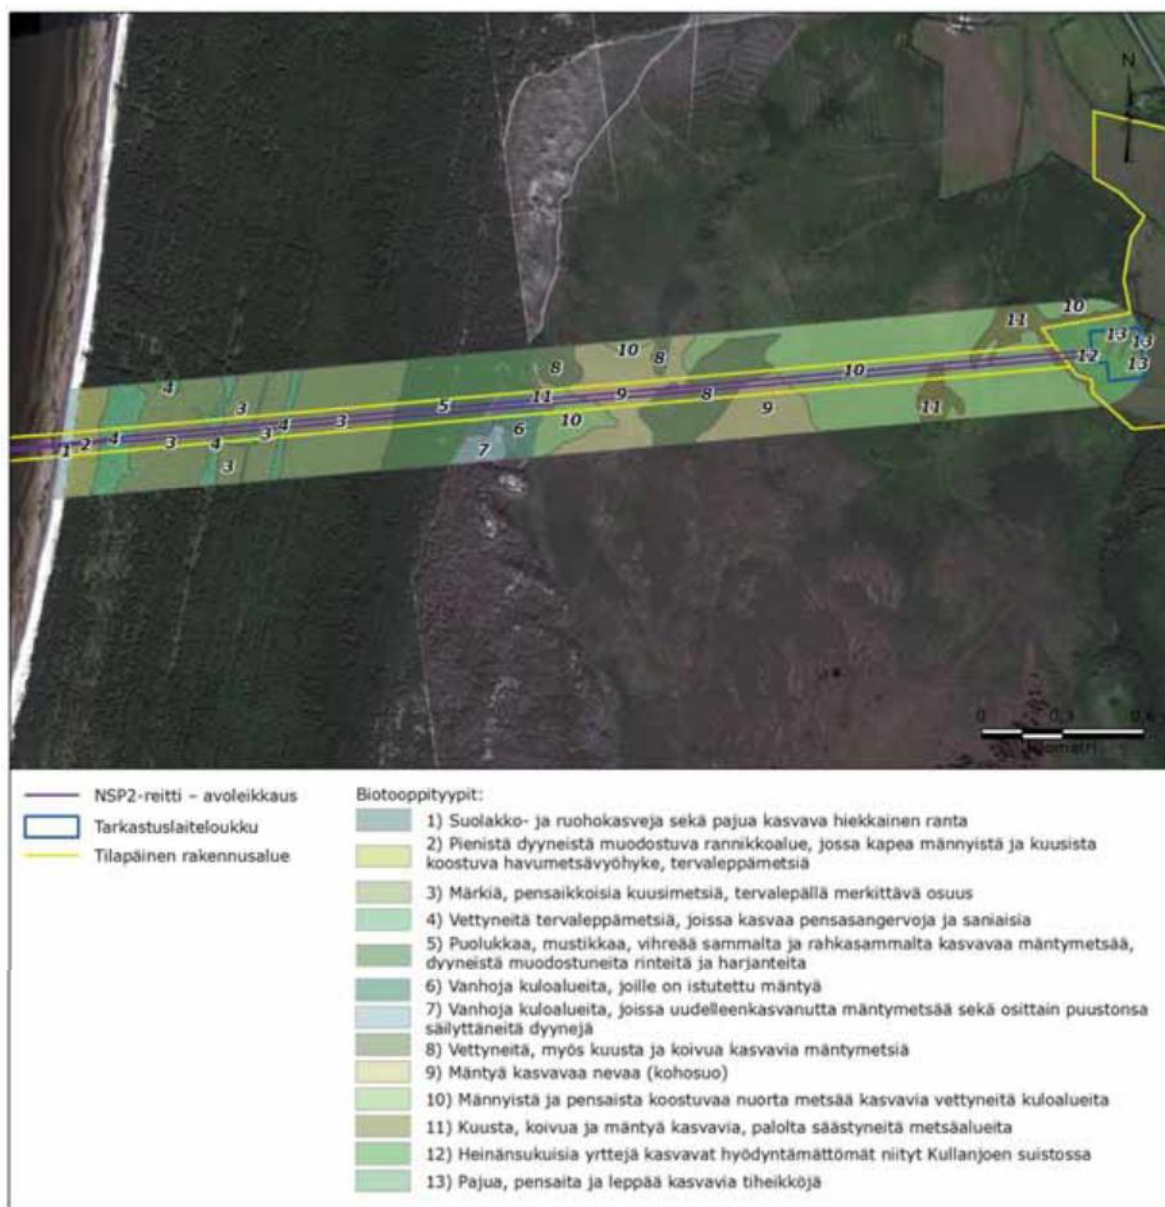 N
10
11
13
13
12
13
10
8
8
10
11
9
8
9
11
10
5
6
7
4
3
4
3
3
4
3
4
3
2
1
0 0,3 0,6
NSP2-reitti – avoleikkaus
Tarkastuslaiteloukku
Tilapäinen rakennusalue
Biotooppityypit:
1) Suolakko- ja ruohokasveja sekä pajua kasvava hiekkainen ranta
2) Pienistä dyyneistä muodostuva rannikkoalue, jossa kapea männyistä ja kuusista
koostuva havumetsävyöhyke, tervaleppämetsiä
3) Märkiä, pensaikkoisia kuusimetsiä, tervalepällä merkittävä osuus
4) Vettyneitä tervaleppämetsiä, joissa kasvaa pensasangervoja ja saniaisia
5) Puolukkaa, mustikkaa, vihreää sammalta ja rahkasammalta kasvavaa mäntymetsää,
dyyneistä muodostuneita rinteitä ja harjanteita
6) Vanhoja kuloalueita, joille on istutettu mäntyä
7) Vanhoja kuloalueita, joissa uudelleenkasvanutta mäntymetsää sekä osittain puustonsa
säilyttäneitä dyynejä
8) Vettyneitä, myös kuusta ja koivua kasvavia mäntymetsiä
9) Mäntyä kasvavaa nevaa (kohosuo)
10) Männyistä ja pensaista koostuvaa nuorta metsää kasvavia vettyneitä kuloalueita
11) Kuusta, koivua ja mäntyä kasvavia, palolta säästyneitä metsäalueita
12) Heinänsukuisia yrttejä kasvavat hyödyntämättömät niityt Kullanjoen suistossa
13) Pajua, pensaita ja leppää kasvavia tiheikköjä